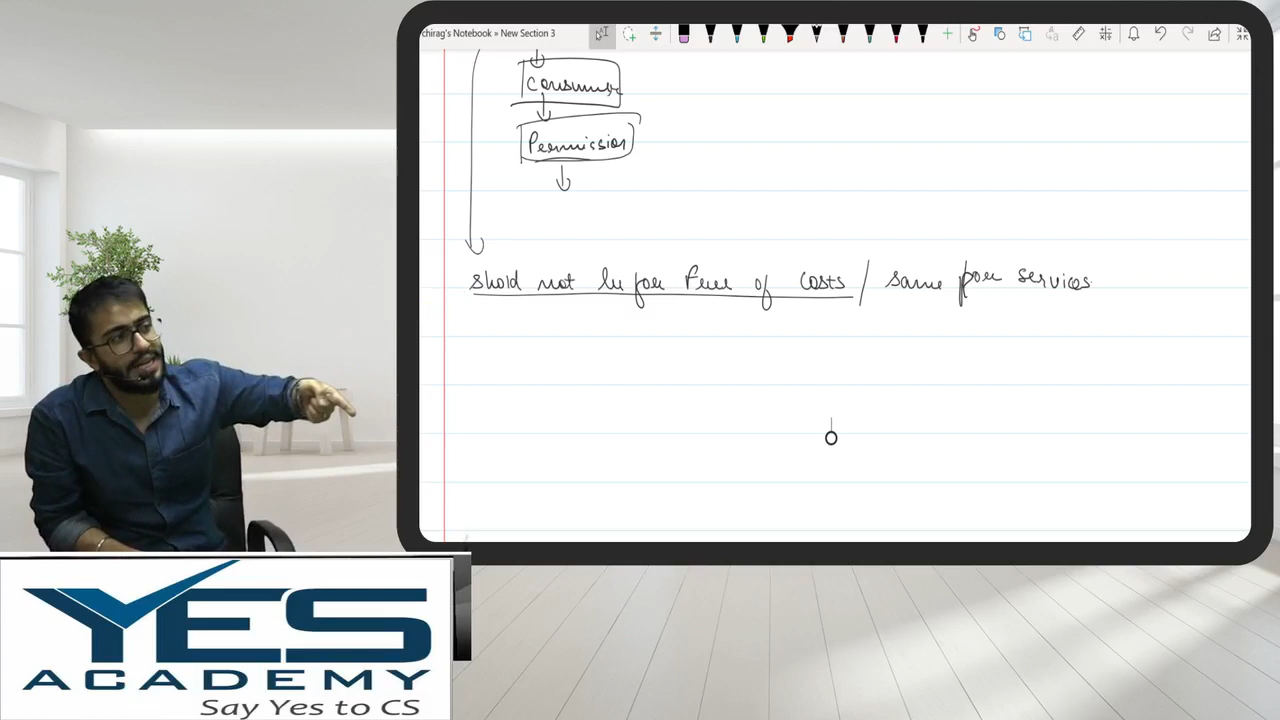 chirag's Notebook » New Section 3
Consumer
Permission
shold not be for free of costs / same for services
YES
ACADEMY
Say Yes to CS